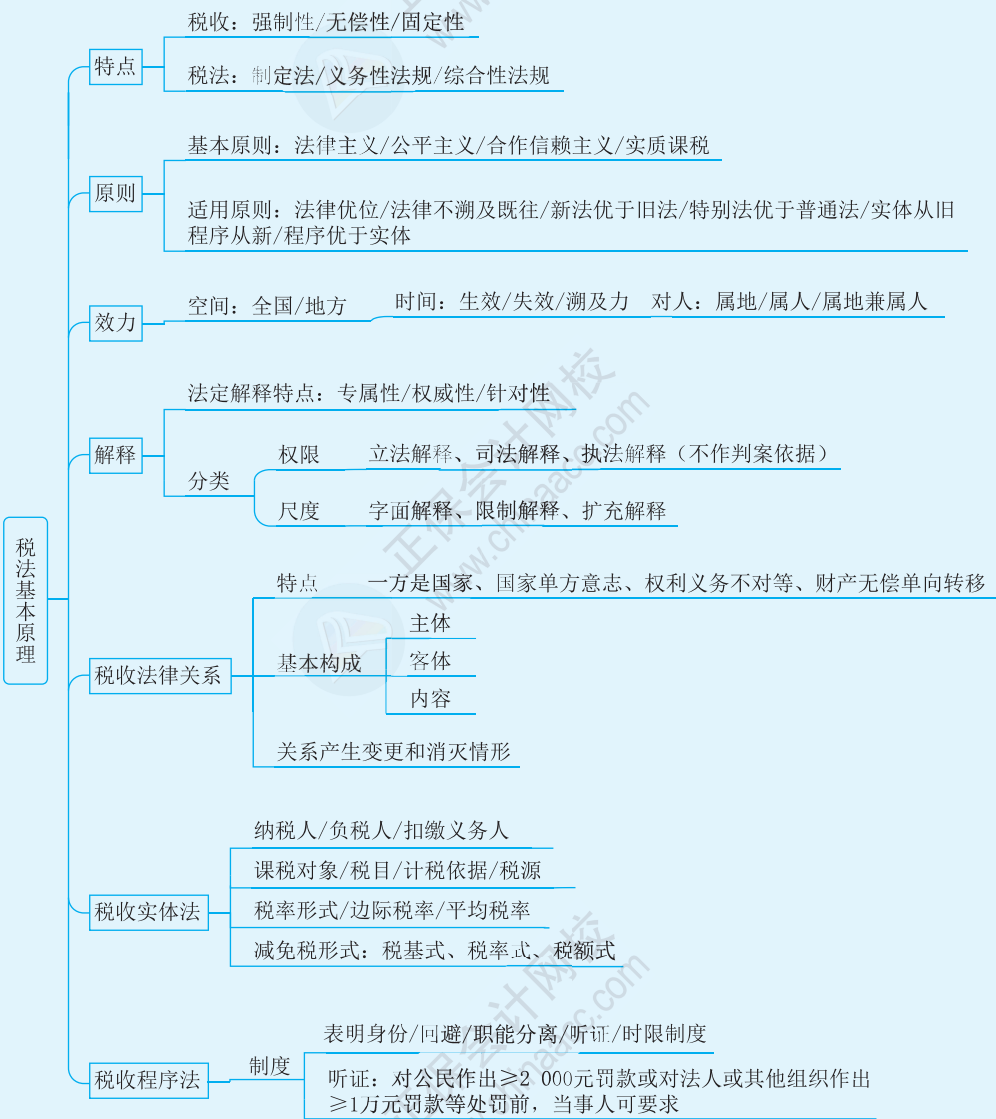 税收：强制性/无偿性/固定性
特点
税法：制定法/义务性法规/综合性法规
基本原则：法律主义/公平主义/合作信赖主义/实质课税
原则
适用原则：法律优位/法律不溯及既往/新法优于旧法/特别法优于普通法/实体从旧
程序从新/程序优于实体
效力
空间：全国/地方
时间：生效/失效/溯及力 对人：属地/属人/属地兼属人
法定解释特点：专属性/权威性/针对性
解释
分类
权限 立法解释、司法解释、执法解释（不作判案依据）
尺度 字面解释、限制解释、扩充解释
税法基本原理
特点 一方是国家、国家单方意志、权利义务不对等、财产无偿单向转移
税收法律关系
基本构成
主体
客体
内容
关系产生变更和消灭情形
纳税人/负税人/扣缴义务人
课税对象/税目/计税依据/税源
税收实体法
税率形式/边际税率/平均税率
减免税形式：税基式、税率式、税额式
表明身份/回避/职能分离/听证/时限制度
税收程序法
制度
听证：对公民作出≥2 000元罚款或对法人或其他组织作出
≥1万元罚款等处罚前，当事人可要求
正保会计网校
www.chinaacc.com
正保会计网校
www.chinaacc.com